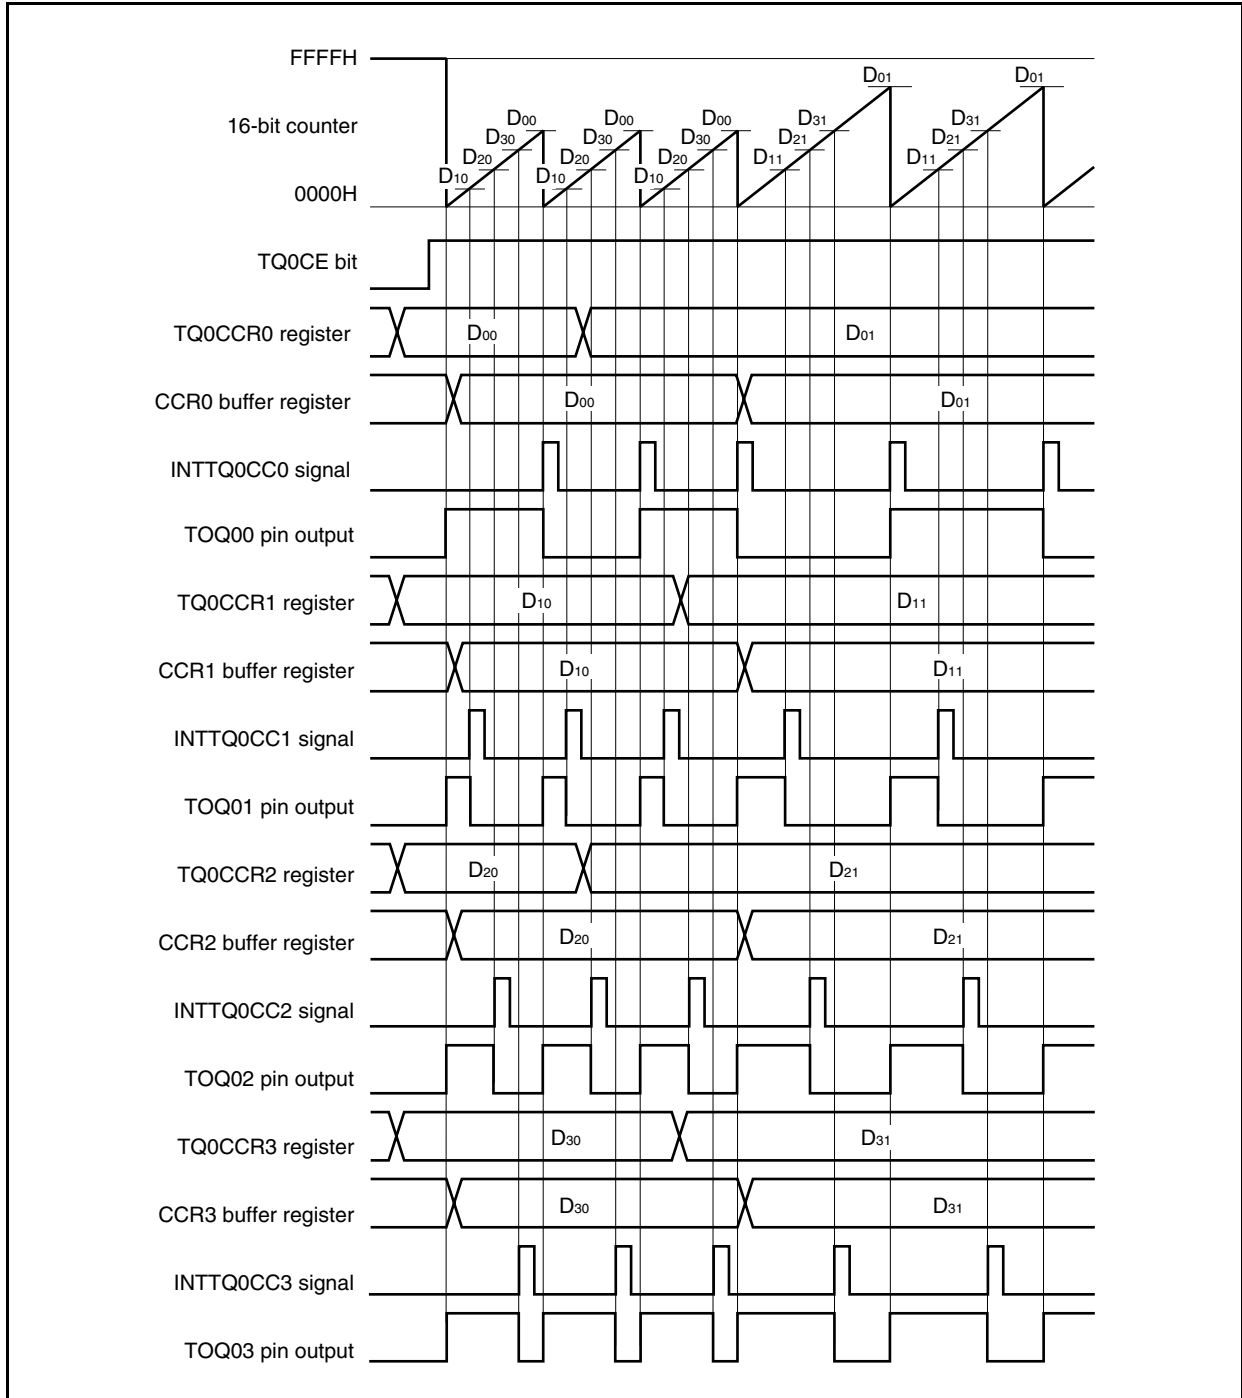 FFFFH
16-bit counter
0000H
D10
D20
D30
D00
D10
D20
D30
D00
D10
D20
D30
D00
D11
D21
D31
D01
D11
D21
D31
D01
TQ0CE bit
TQ0CCR0 register
D00
D01
CCR0 buffer register
D00
D01
INTTQ0CC0 signal
TOQ00 pin output
TQ0CCR1 register
D10
D11
CCR1 buffer register
D10
D11
INTTQ0CC1 signal
TOQ01 pin output
TQ0CCR2 register
D20
D21
CCR2 buffer register
D20
D21
INTTQ0CC2 signal
TOQ02 pin output
TQ0CCR3 register
D30
D31
CCR3 buffer register
D30
D31
INTTQ0CC3 signal
TOQ03 pin output